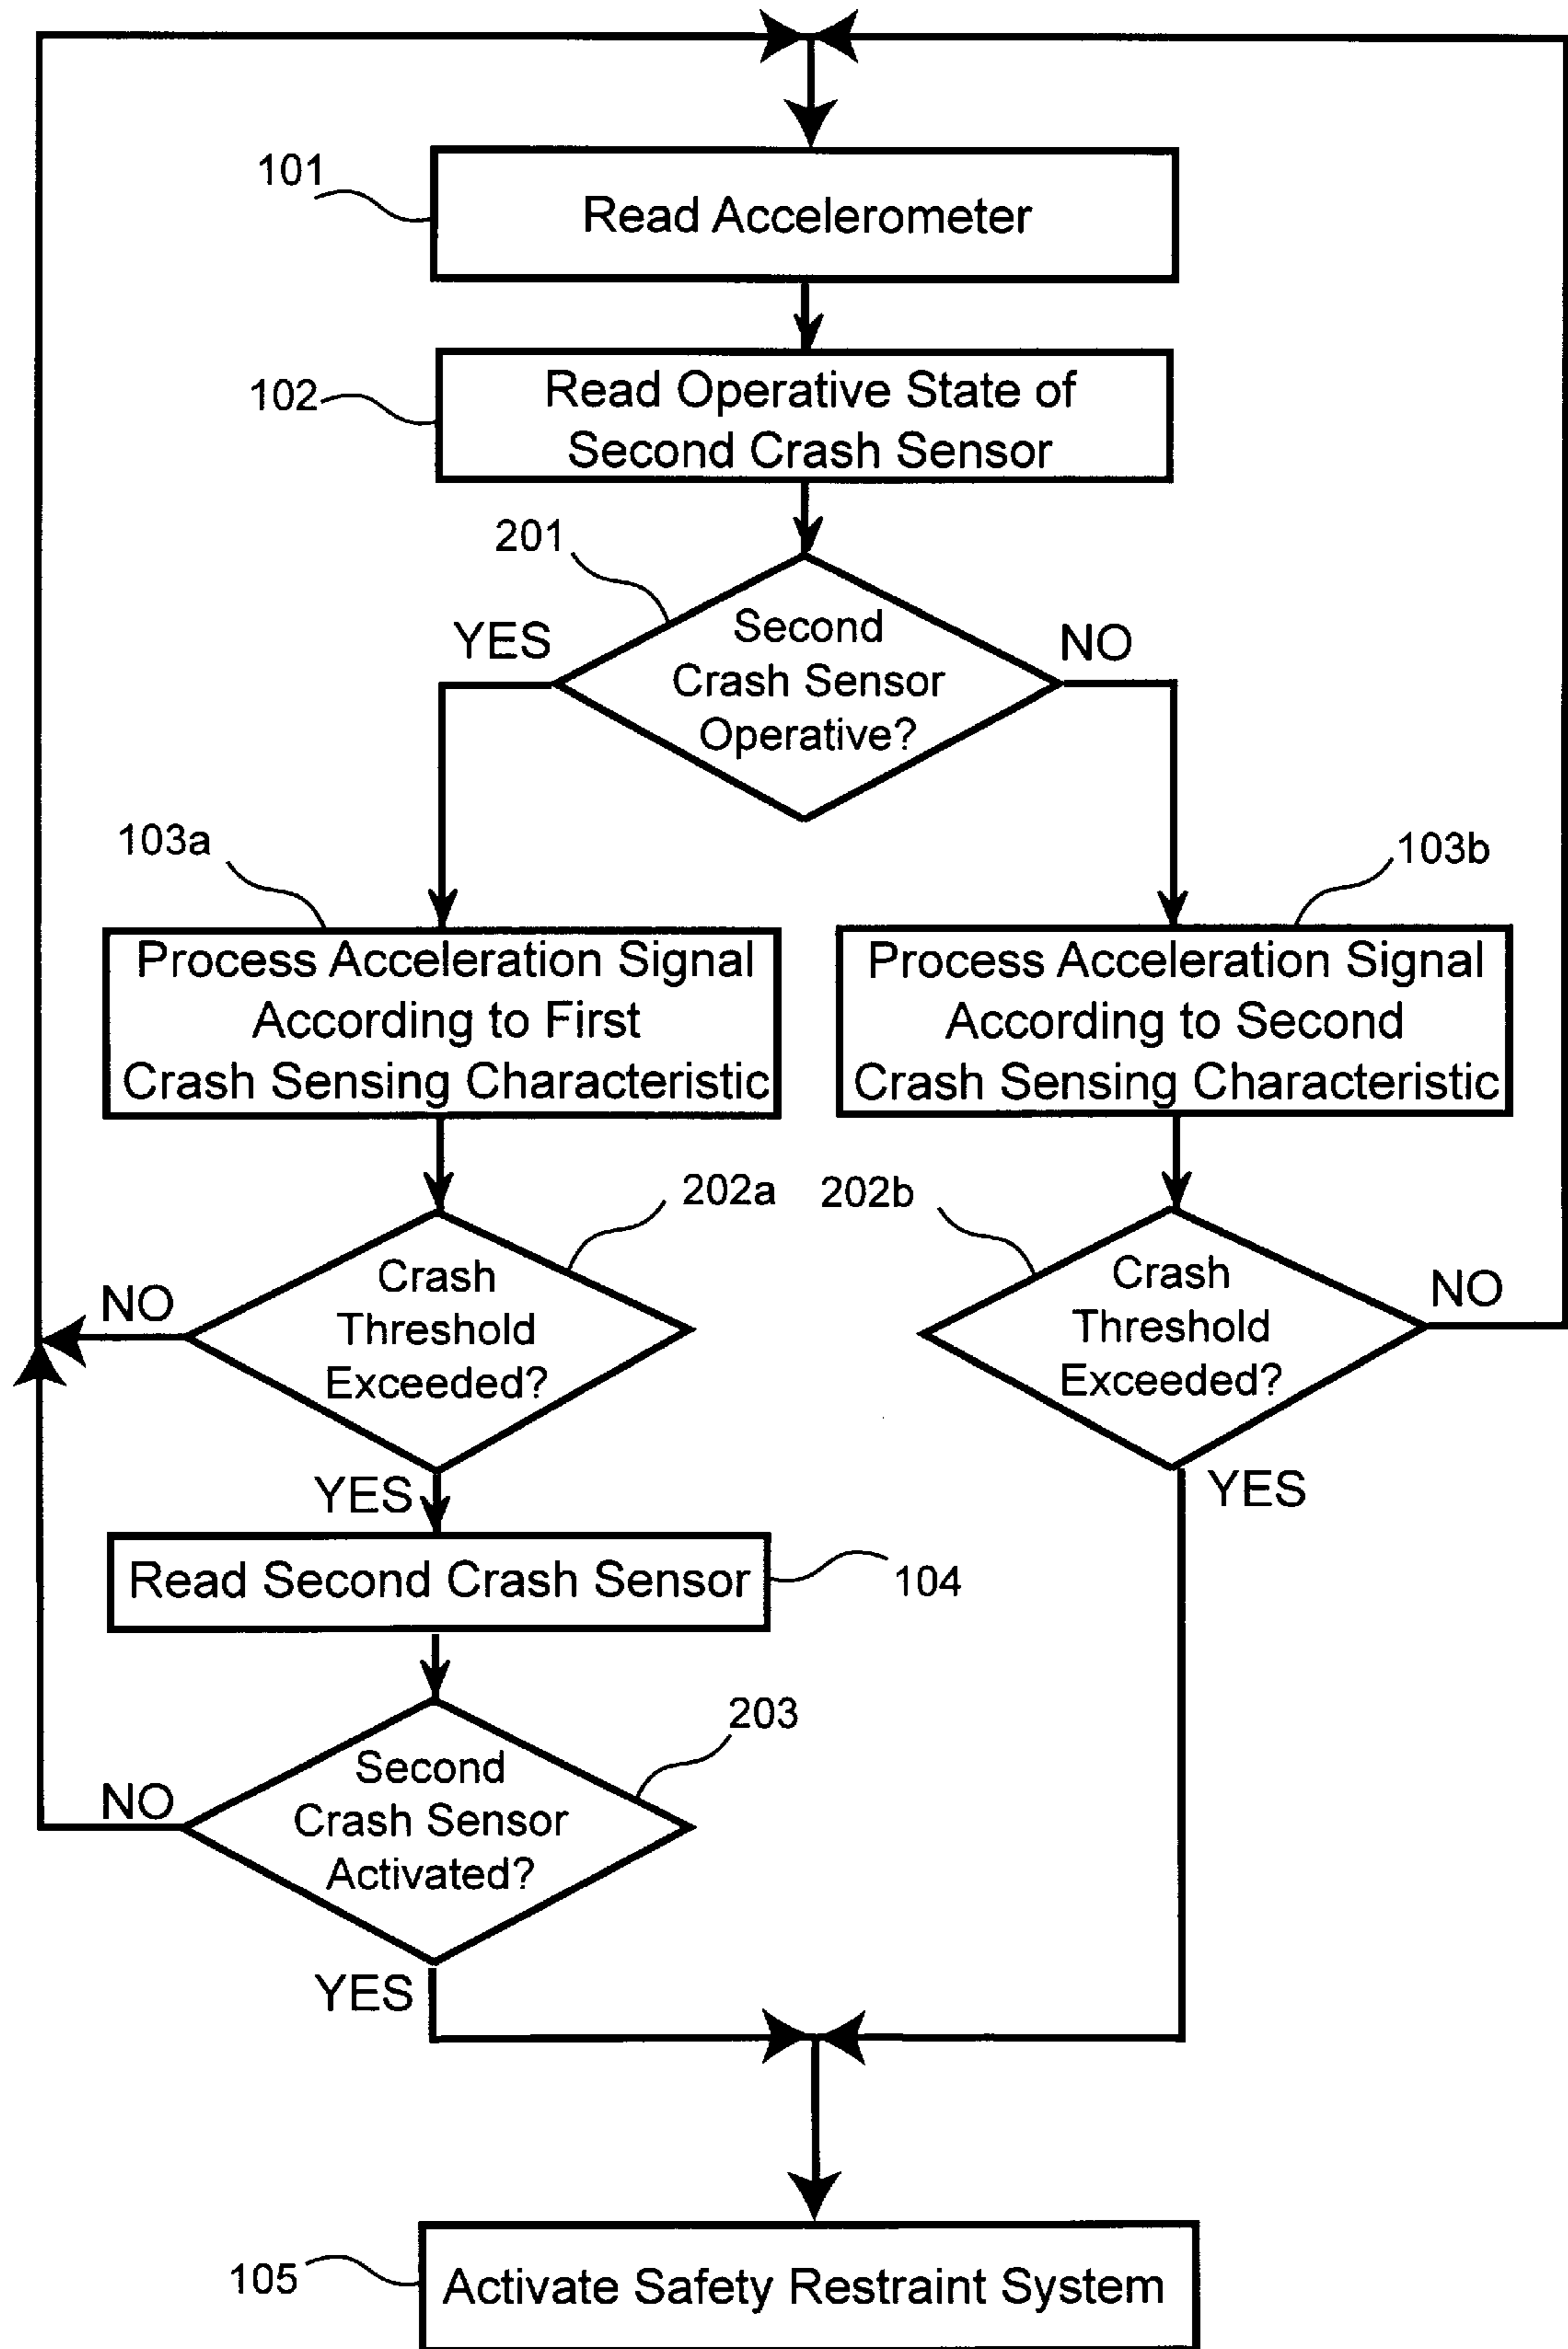 101
Read Accelerometer
102
Read Operative State of
Second Crash Sensor
201
YES
Second
Crash Sensor
Operative?
NO
103a
103b
Process Acceleration Signal
According to First
Crash Sensing Characteristic
Process Acceleration Signal
According to Second
Crash Sensing Characteristic
202a
202b
NO
Crash
Threshold
Exceeded?
Crash
Threshold
Exceeded?
NO
YES
YES
Read Second Crash Sensor
104
203
NO
Second
Crash Sensor
Activated?
YES
105
Activate Safety Restraint System